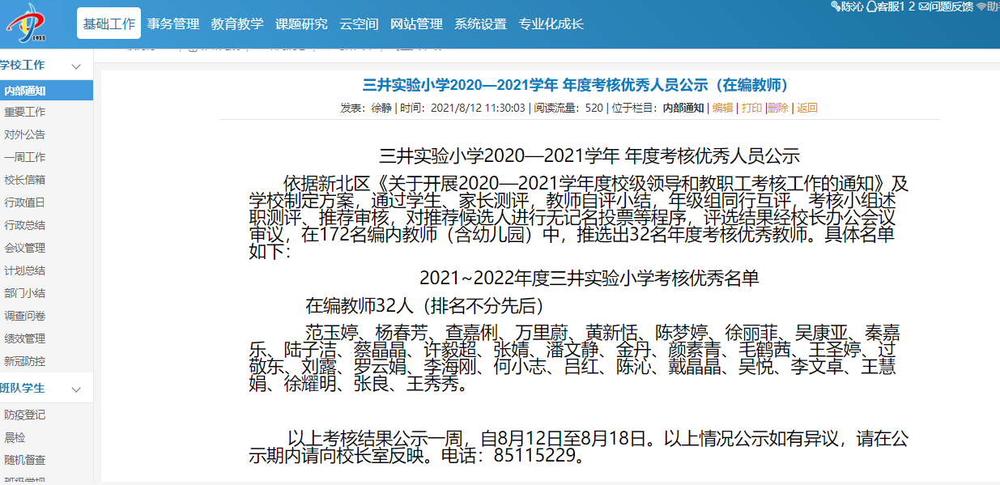 陈沁 客服1 2 问题反馈
基础工作 事务管理 教育教学 课题研究 云空间 网站管理 系统设置 专业化成长
1931
学校工作
内部通知
重要工作
对外公告
一周工作
校长信箱
行政值日
行政总结
会议管理
计划总结
部门小结
调查问卷
绩效管理
新冠防控
班队学生
防疫登记
晨检
随机督查
三井实验小学2020—2021学年 年度考核优秀人员公示（在编教师）
发表：徐静 | 时间：2021/8/12 11:30:03 | 阅读流量：520 | 位于栏目：内部通知 | 编辑 | 打印 |删除 | 返回
三井实验小学2020—2021学年 年度考核优秀人员公示
依据新北区《关于开展2020—2021学年度校级领导和教职工考核工作的通知》及
学校制定方案，通过学生、家长测评，教师自评小结，年级组同行互评，考核小组述
职测评、推荐审核，对推荐候选人进行无记名投票等程序，评选结果经校长办公会议
审议，在172名编内教师（含幼儿园）中，推选出32名年度考核优秀教师。具体名单
如下：
2021~2022年度三井实验小学考核优秀名单
在编教师32人（排名不分先后）
范玉婷、杨春芳、查嘉俐、万里蔚、黄新恬、陈梦婷、徐丽菲、吴康亚、秦嘉
乐、陆子洁、蔡晶晶、许毅超、张婧、潘文静、金丹、颜素青、毛鹤茜、王圣婷、过
敬东、刘露、罗云娟、李海刚、何小志、吕红、陈沁、戴晶晶、吴悦、李文卓、王慧
娟、徐耀明、张良、王秀秀。
以上考核结果公示一周，自8月12日至8月18日。以上情况公示如有异议，请在公
示期内请向校长室反映。电话：85115229。